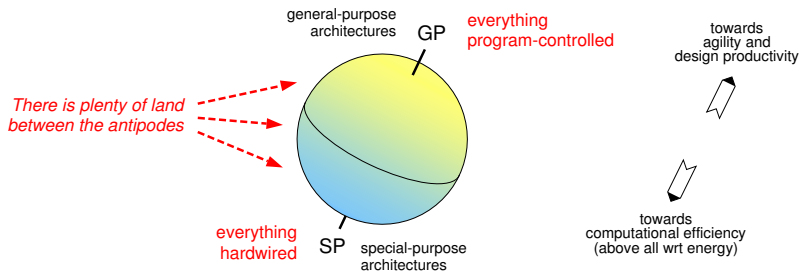 general-purpose
architectures
GP
everything
program-controlled
There is plenty of land
between the antipodes
everything
hardwired
SP
special-purpose
architectures
towards
agility and
design productivity
towards
computational efficiency
(above all wrt energy)